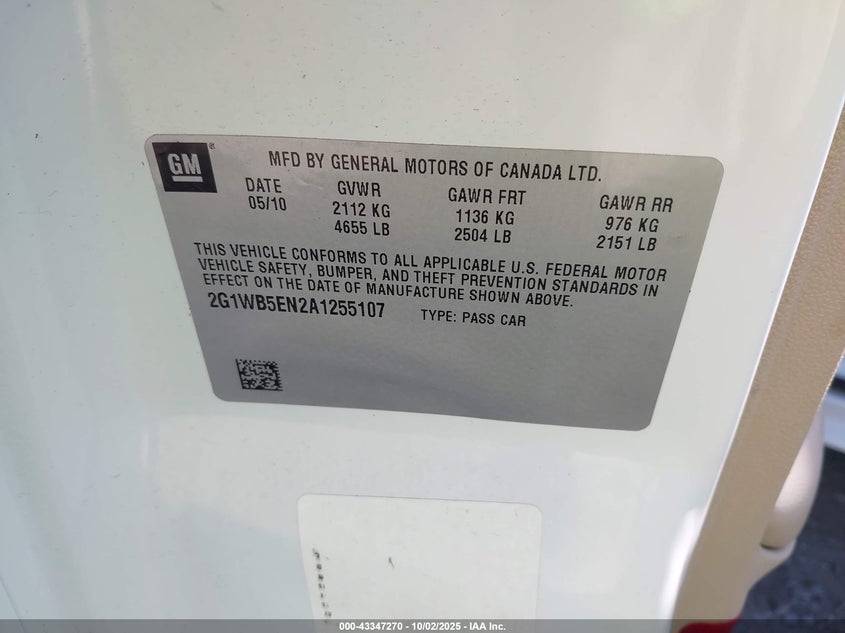 GM
MFD BY GENERAL MOTORS OF CANADA LTD.
DATE GVWR GAWR FRT GAWR RR
05/10 2112 KG 1136 KG 976 KG
4655 LB 2504 LB 2151 LB
THIS VEHICLE CONFORMS TO ALL APPLICABLE U.S. FEDERAL MOTOR
VEHICLE SAFETY, BUMPER, AND THEFT PREVENTION STANDARDS IN
EFFECT ON THE DATE OF MANUFACTURE SHOWN ABOVE.
2G1WB5EN2A1255107 TYPE: PASS CAR
000-43347270 - 10/02/2025 - IAA Inc.